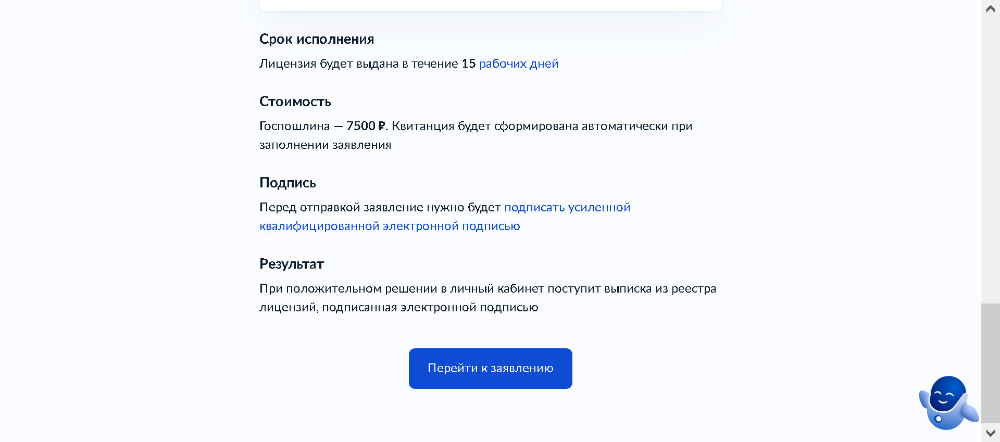 Срок исполнения
Лицензия будет выдана в течение 15 рабочих дней
Стоимость
Госпошлина — 7500 ₽. Квитанция будет сформирована автоматически при
заполнении заявления
Подпись
Перед отправкой заявление нужно будет подписать усиленной
квалифицированной электронной подписью
Результат
При положительном решении в личный кабинет поступит выписка из реестра
лицензий, подписанная электронной подписью
Перейти к заявлению